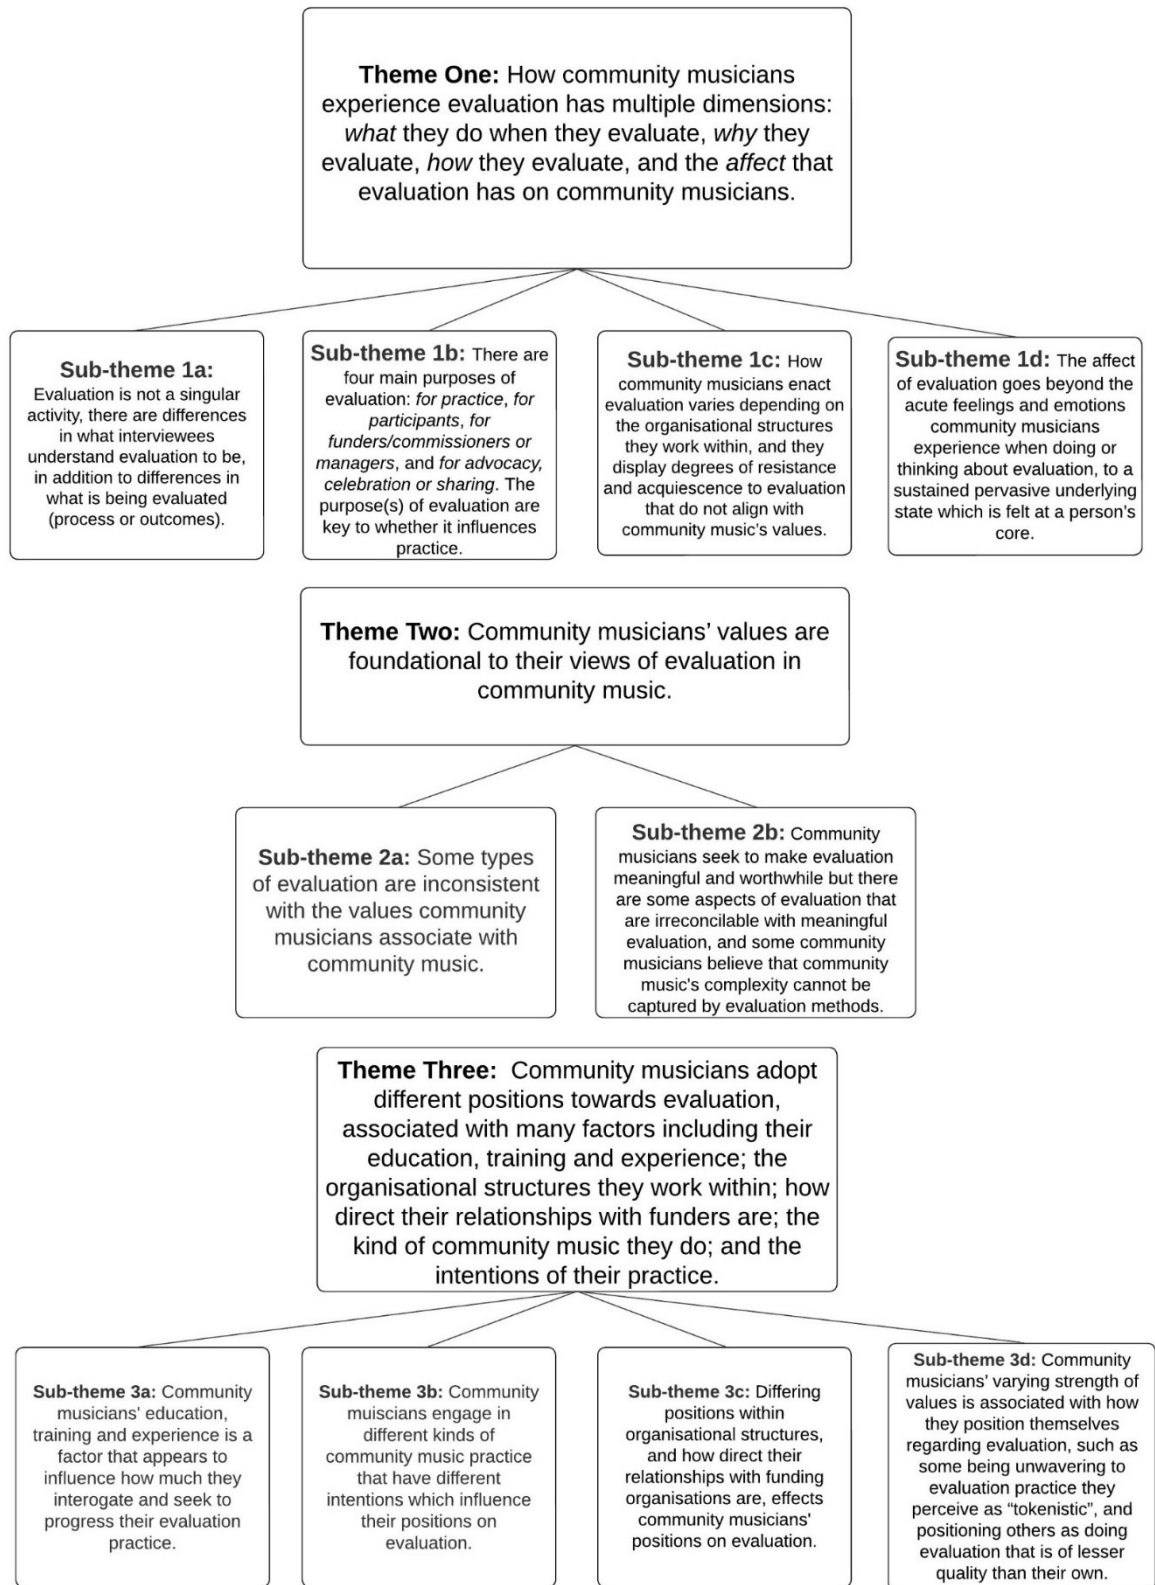 Theme One: How community musicians
experience evaluation has multiple dimensions:
what they do when they evaluate, why they
evaluate, how they evaluate, and the affect that
evaluation has on community musicians.
Sub-theme 1a:
Evaluation is not a singular
activity, there are differences
in what interviewees
understand evaluation to be,
in addition to differences in
what is being evaluated
(process or outcomes).
Sub-theme 1b: There are
four main purposes of
evaluation: for practice, for
participants, for
funders/commissioners or
managers, and for advocacy,
celebration or sharing. The
purpose(s) of evaluation are
key to whether it influences
practice.
Sub-theme 1c: How
community musicians enact
evaluation varies depending on
the organisational structures
they work within, and they
display degrees of resistance
and acquiescence to evaluation
that do not align with
community music’s values.
Sub-theme 1d: The affect
of evaluation goes beyond the
acute feelings and emotions
community musicians
experience when doing or
thinking about evaluation, to a
sustained pervasive underlying
state which is felt at a person’s
core.
Theme Two: Community musicians’ values are
foundational to their views of evaluation in
community music.
Sub-theme 2a: Some types
of evaluation are inconsistent
with the values community
musicians associate with
community music.
Sub-theme 2b: Community
musicians seek to make evaluation
meaningful and worthwhile but there
are some aspects of evaluation that
are irreconcilable with meaningful
evaluation, and some community
musicians believe that community
music's complexity cannot be
captured by evaluation methods.
Theme Three: Community musicians adopt
different positions towards evaluation,
associated with many factors including their
education, training and experience; the
organisational structures they work within; how
direct their relationships with funders are; the
kind of community music they do; and the
intentions of their practice.
Sub-theme 3a: Community
musicians' education,
training and experience is a
factor that appears to
influence how much they
interogate and seek to
progress their evaluation
practice.
Sub-theme 3b: Community
muiscians engage in
different kinds of
community music practice
that have different
intentions which influence
their positions on
evaluation.
Sub-theme 3c: Differing
positions within
organisational structures,
and how direct their
relationships with funding
organisations are, effects
community musicians'
positions on evaluation.
Sub-theme 3d: Community
musicians' varying strength of
values is associated with how
they position themselves
regarding evaluation, such as
some being unwavering to
evaluation practice they
perceive as “tokenistic”, and
positioning others as doing
evaluation that is of lesser
quality than their own.